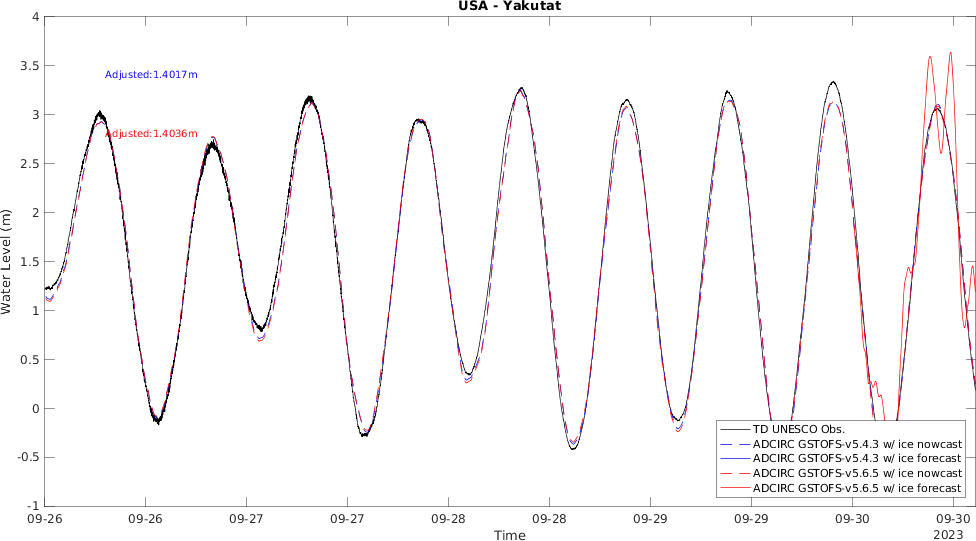 USA - Yakutat
4
3.5
3
2.5
2
1.5
1
0.5
0
-0.5
-1
Water Level (m)
Adjusted:1.4017m
Adjusted:1.4036m
TD UNESCO Obs.
ADCIRC GSTOFS-v5.4.3 w/ ice nowcast
ADCIRC GSTOFS-v5.4.3 w/ ice forecast
ADCIRC GSTOFS-v5.6.5 w/ ice nowcast
ADCIRC GSTOFS-v5.6.5 w/ ice forecast
09-26 09-26 09-27 09-27 09-28 09-28 09-29 09-29 09-30 09-30
2023
Time